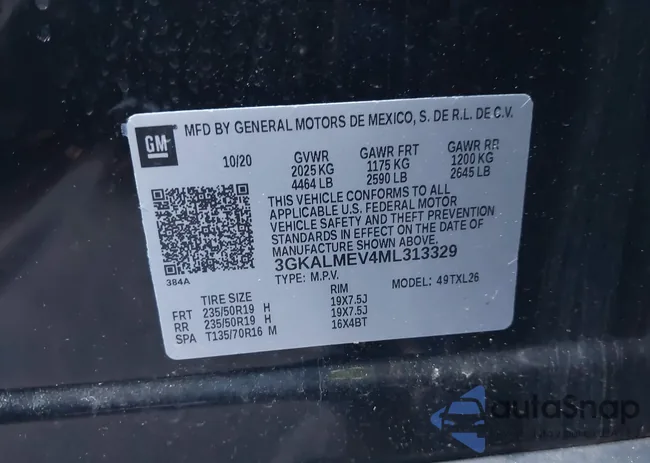 MFD BY GENERAL MOTORS DE MEXICO, S. DE R.L. DE C.V.
GM
10/20 GVWR GAWR FRT GAWR RR
2025 KG 1175 KG 1200 KG
4464 LB 2590 LB 2645 LB
THIS VEHICLE CONFORMS TO ALL
APPLICABLE U.S. FEDERAL MOTOR
VEHICLE SAFETY AND THEFT PREVENTION
STANDARDS IN EFFECT ON THE DATE OF
MANUFACTURE SHOWN ABOVE.
3GKALMEV4ML313329
384A
TYPE: M.P.V. MODEL: 49TXL26
TIRE SIZE RIM
FRT 235/50R19 H 19X7.5J
RR 235/50R19 H 19X7.5J
SPA T135/70R16 M 16X4BT
autoSnap